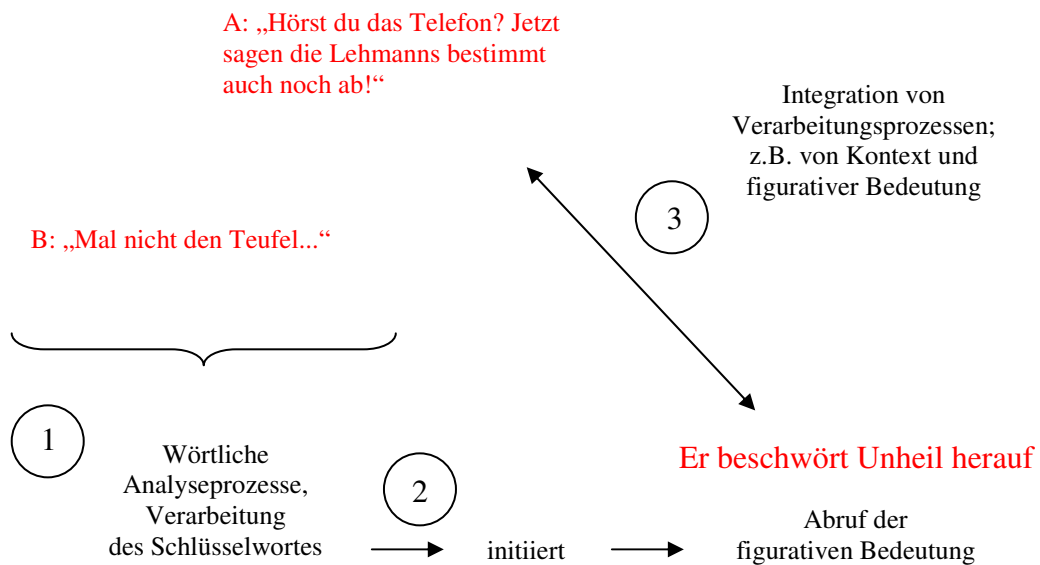 A: „Hörst du das Telefon? Jetzt
sagen die Lehmanns bestimmt
auch noch ab!“
Integration von
Verarbeitungsprozessen;
z.B. von Kontext und
figurativer Bedeutung
3
B: „Mal nicht den Teufel...“
1
Wörtliche
Analyseprozesse,
Verarbeitung
des Schlüsselwortes
2
initiiert
Er beschwört Unheil herauf
Abruf der
figurativen Bedeutung